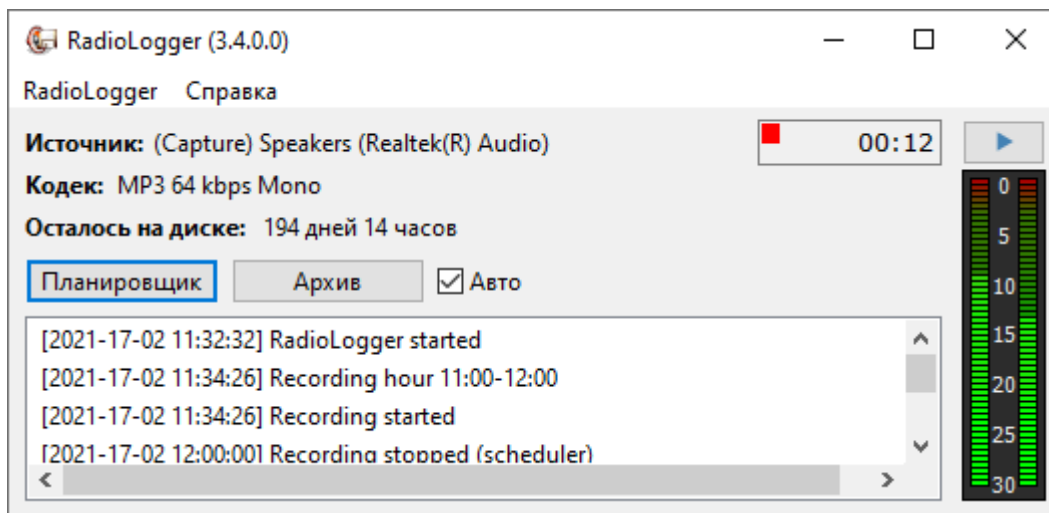 RadioLogger (3.4.0.0)
RadioLogger Справка
Источник: (Capture) Speakers (Realtek(R) Audio)
00:12
Кодек: MP3 64 kbps Mono
Осталось на диске: 194 дней 14 часов
Планировщик Архив Авто
[2021-17-02 11:32:32] RadioLogger started
[2021-17-02 11:34:26] Recording hour 11:00-12:00
[2021-17-02 11:34:26] Recording started
[2021-17-02 12:00:00] Recording stopped (scheduler)
0
5
10
15
20
25
30